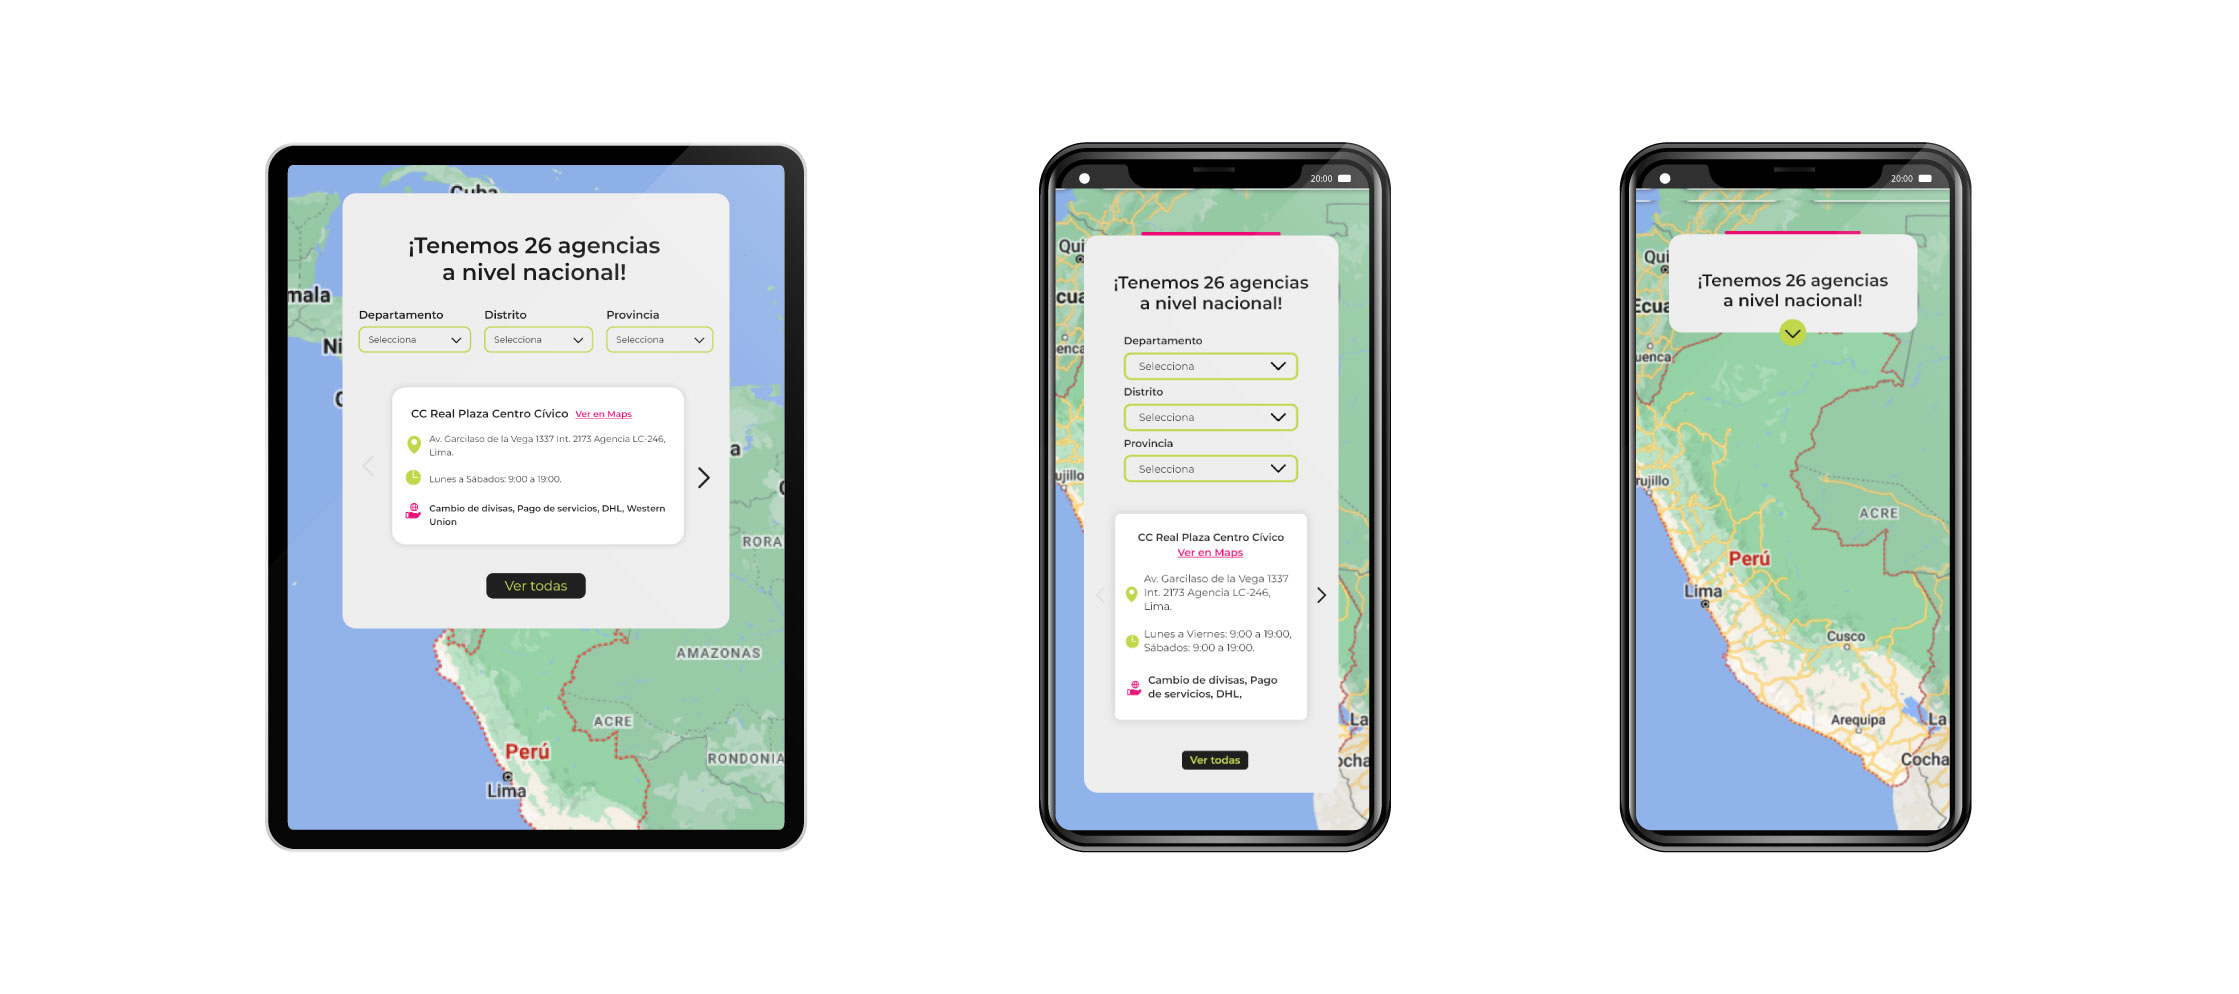 Cuba
¡Tenemos 26 agencias
a nivel nacional!
mala
Departamento
Distrito
Provincia
Selecciona
Selecciona
Selecciona
Ni
CC Real Plaza Centro Cívico Ver en Maps
Av. Garcilaso de la Vega 1337 Int. 2173 Agencia LC-246,
Lima.
a
Lunes a Sábados: 9:00 a 19:00.
Cambio de divisas, Pago de servicios, DHL, Western
Union
RORA
Ver todas
AMAZONAS
ACRE
Perú
RONDONIA
Lima
20:00
Qui
¡Tenemos 26 agencias
a nivel nacional!
cua
Departamento
enca
Selecciona
Distrito
Selecciona
Provincia
Selecciona
ujillo
CC Real Plaza Centro Cívico
Ver en Maps
Av. Garcilaso de la Vega 1337
Int. 2173 Agencia LC-246,
Lima.
Lunes a Viernes: 9:00 a 19:00,
Sábados: 9:00 a 19:00.
Cambio de divisas, Pago
de servicios, DHL,
La
Ver todas
ocha
20:00
Qui
¡Tenemos 26 agencias
a nivel nacional!
Ecua
uenca
rujillo
ACRE
Perú
Lima
Cusco
Arequipa
La
Cocha